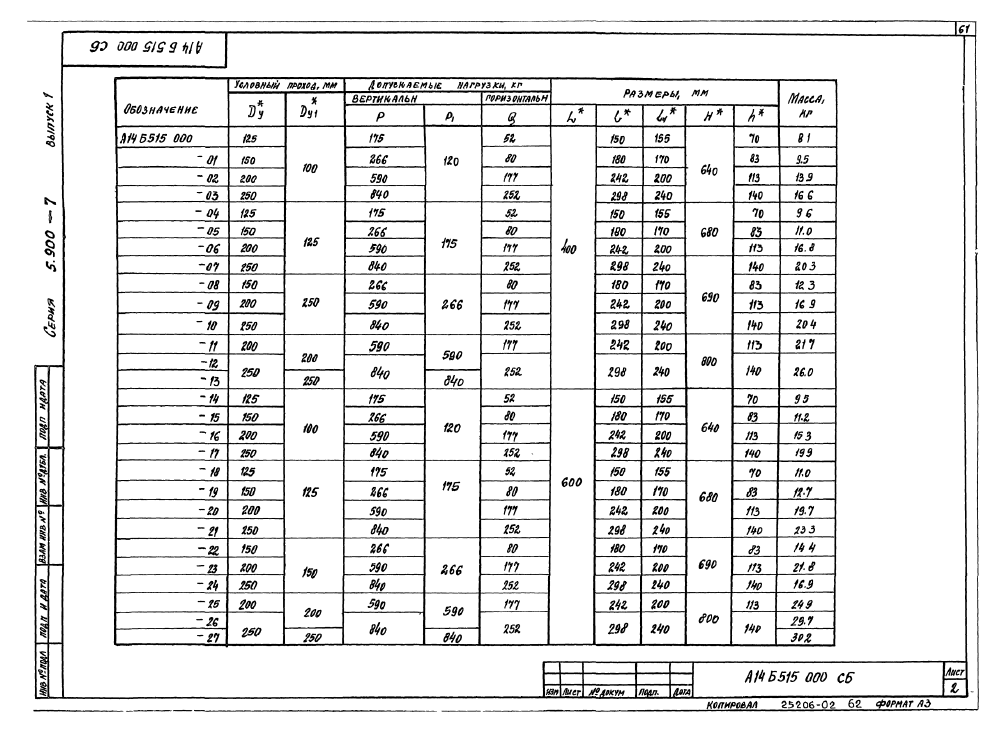 61
А14 Б 515 000 СБ
Серия 5.900 — 7 выпуск 1
Обозначение | Условный проход, мм | Допускаемые нагрузки, кг | Размеры, мм | Масса, кг
Вертикальн | Горизонтальн
Dу* | Dу1* | P | P1 | Q | L* | l* | l1* | H* | h*
А14 Б515 000 | 125 | 100 | 175 | 120 | 52 | 400 | 150 | 155 | 640 | 70 | 8 1
- 01 | 150 | 266 | 80 | 180 | 170 | 83 | 9.5
- 02 | 200 | 590 | 177 | 242 | 200 | 113 | 13.9
- 03 | 250 | 840 | 252 | 298 | 240 | 140 | 16 6
- 04 | 125 | 125 | 175 | 175 | 52 | 150 | 155 | 680 | 70 | 9 6
- 05 | 150 | 266 | 80 | 180 | 170 | 83 | 11.0
- 06 | 200 | 590 | 177 | 242 | 200 | 113 | 16.8
- 07 | 250 | 840 | 252 | 298 | 240 | 690 | 140 | 20 3
- 08 | 150 | 250 | 266 | 266 | 80 | 180 | 170 | 83 | 12.3
- 09 | 200 | 590 | 177 | 242 | 200 | 113 | 16 9
- 10 | 250 | 840 | 252 | 298 | 240 | 140 | 20 4
- 11 | 200 | 200 | 590 | 590 | 177 | 242 | 200 | 800 | 113 | 21 7
- 12 | 250 | 840 | 252 | 298 | 240 | 140 | 26.0
- 13 | 250 | 840
- 14 | 125 | 100 | 175 | 120 | 52 | 600 | 150 | 155 | 640 | 70 | 9 5
- 15 | 150 | 266 | 80 | 180 | 170 | 83 | 11.2
- 16 | 200 | 590 | 177 | 242 | 200 | 113 | 15 3
- 17 | 250 | 840 | 252 | 298 | 240 | 140 | 19 9
- 18 | 125 | 125 | 175 | 175 | 52 | 150 | 155 | 680 | 70 | 11.0
- 19 | 150 | 266 | 80 | 180 | 170 | 83 | 12.7
- 20 | 200 | 590 | 177 | 242 | 200 | 113 | 19.7
- 21 | 250 | 840 | 252 | 298 | 240 | 140 | 23 3
- 22 | 150 | 150 | 266 | 266 | 80 | 180 | 170 | 690 | 83 | 14 4
- 23 | 200 | 590 | 177 | 242 | 200 | 113 | 21.8
- 24 | 250 | 840 | 252 | 298 | 240 | 140 | 16.9
- 25 | 200 | 200 | 590 | 590 | 177 | 242 | 200 | 800 | 113 | 24 9
- 26 | 250 | 840 | 252 | 298 | 240 | 140 | 29.7
- 27 | 250 | 840 | 30.2
Инв № подл | Подп и дата | Взам инв № | Инв № дубл. | Подп и дата
Изм | Лист | № докум | Подп. | Дата
А14 Б515 000 СБ
Лист
2
Копировал 25206-02 62 Формат А3